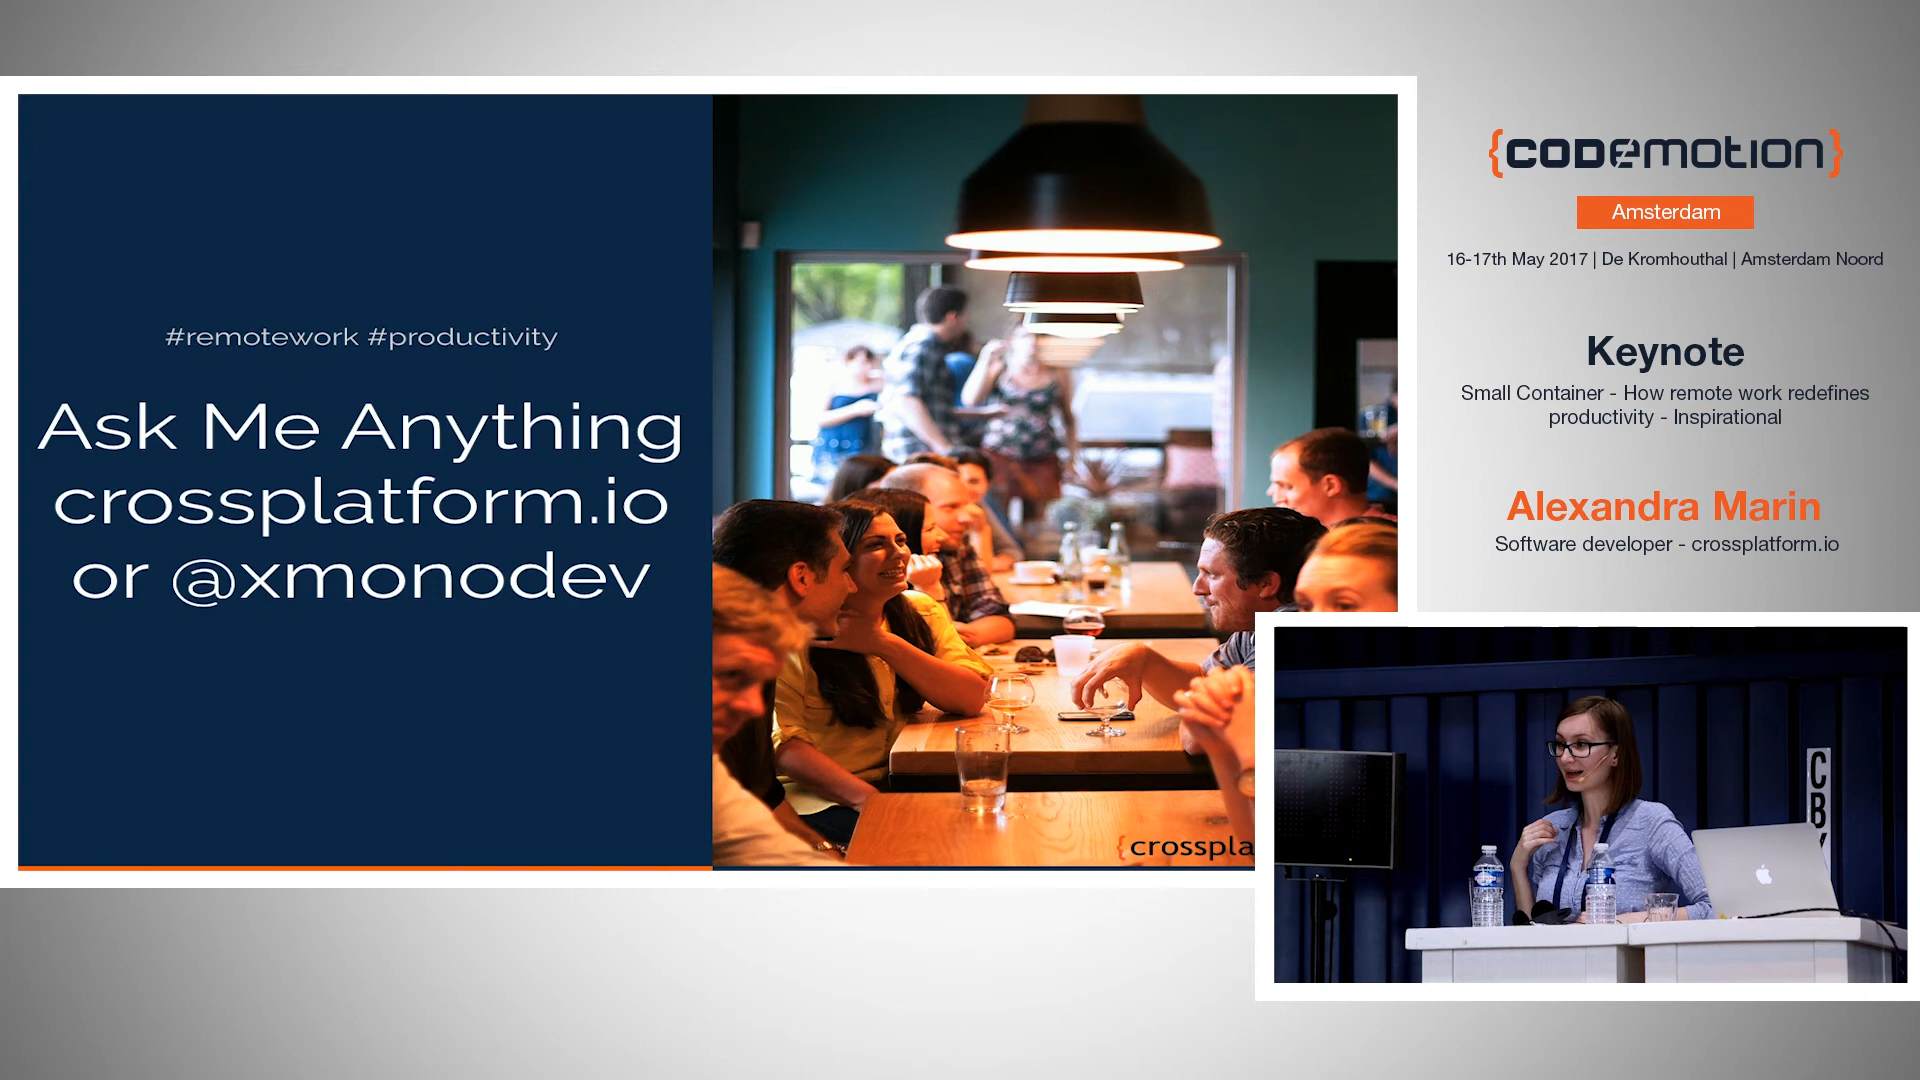 #remotework #productivity
Ask Me Anything
crossplatform.io
or @xmonodev
{crosspla
{codemotion}
Amsterdam
16-17th May 2017 | De Kromhouthal | Amsterdam Noord
Keynote
Small Container - How remote work redefines
productivity - Inspirational
Alexandra Marin
Software developer - crossplatform.io